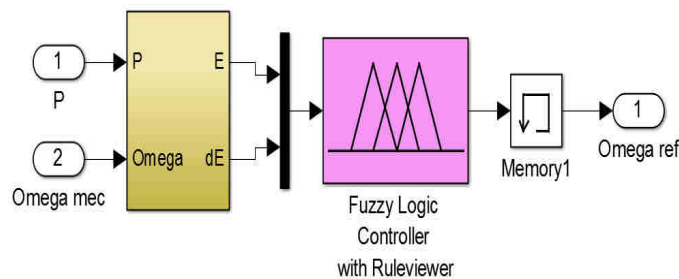 1
P
2
Omega mec
P
E
Omega
dE
Fuzzy Logic
Controller
with Ruleviewer
Memory1
1
Omega ref